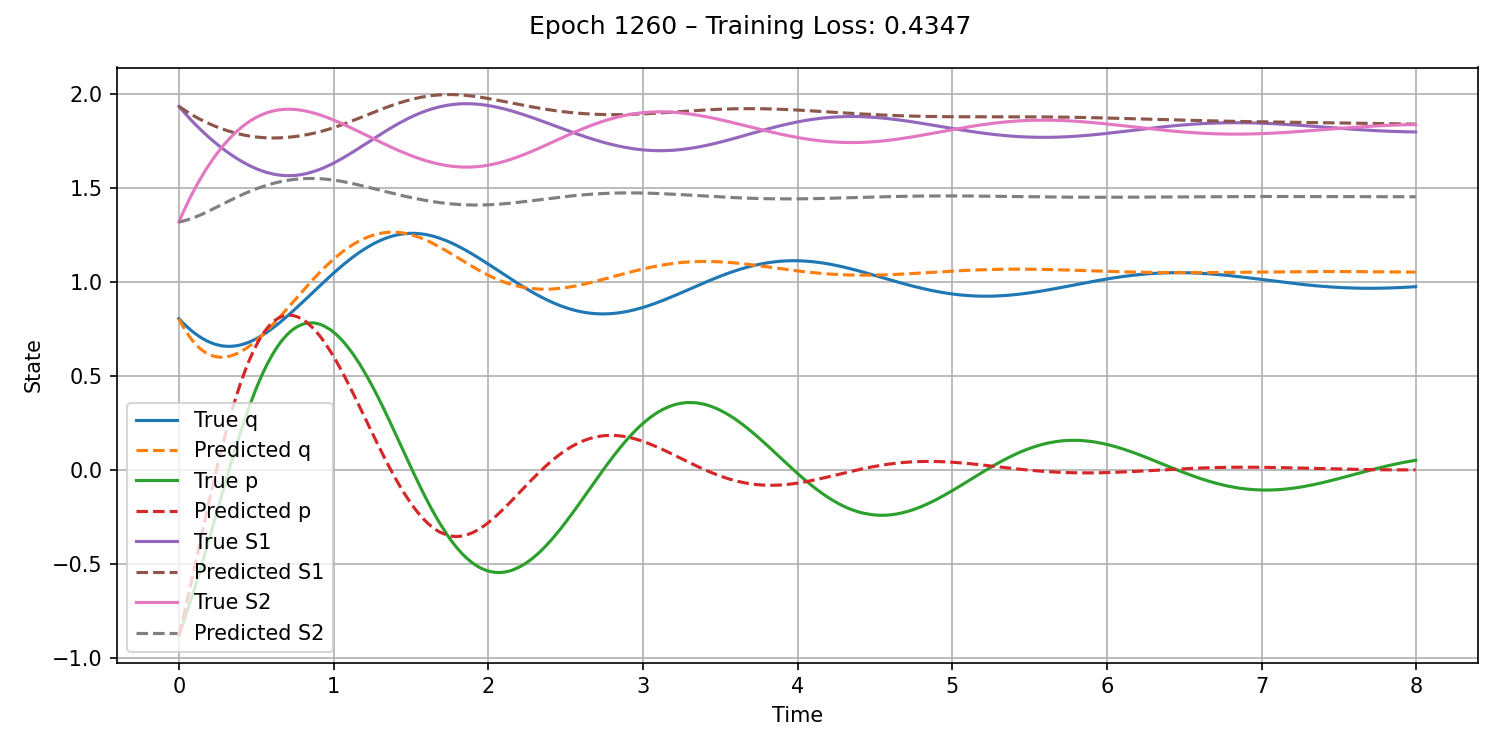 Epoch 1260 – Training Loss: 0.4347
State
2.0
1.5
1.0
0.5
0.0
−0.5
−1.0
True q
Predicted q
True p
Predicted p
True S1
Predicted S1
True S2
Predicted S2
0 1 2 3 4 5 6 7 8
Time